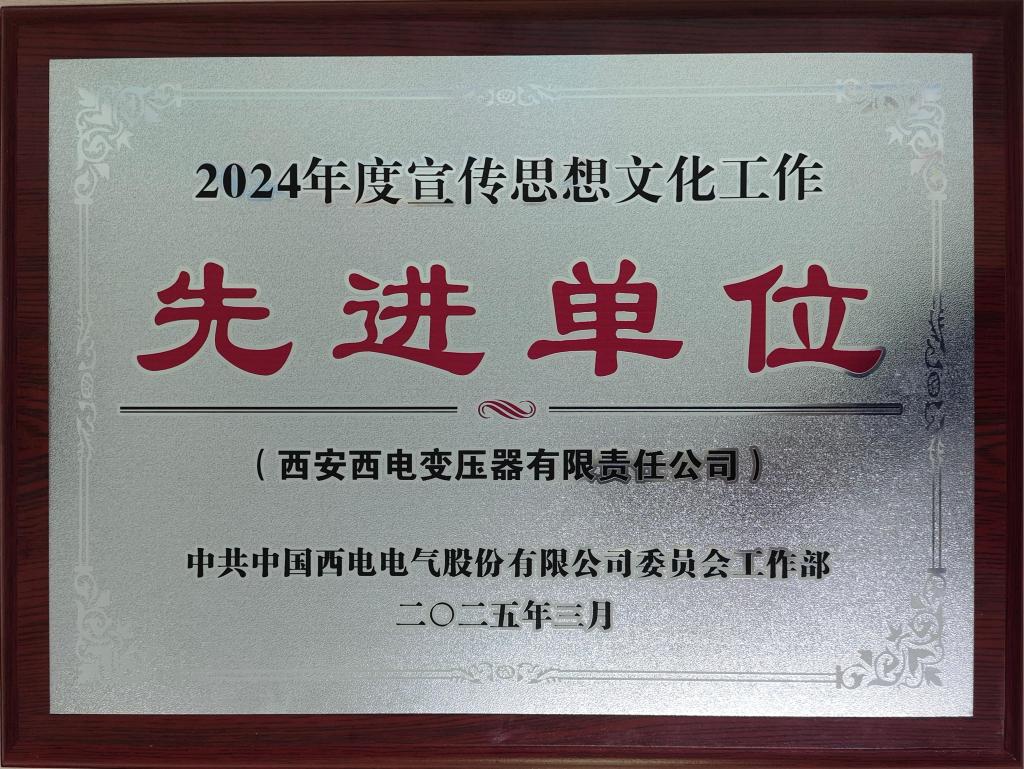 2024年度宣传思想文化工作
先进单位
（西安西电变压器有限责任公司）
中共中国西电电气股份有限公司委员会工作部
二〇二五年三月